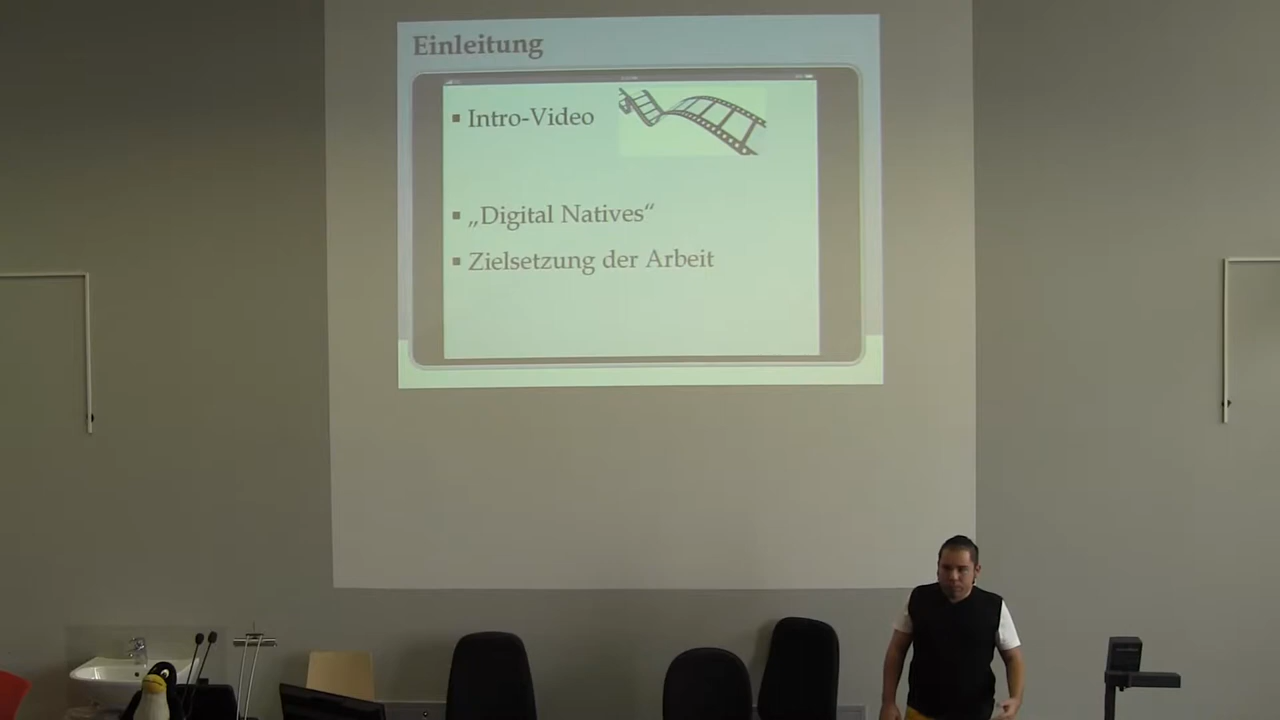 Einleitung
Intro-Video
„Digital Natives“
Zielsetzung der Arbeit